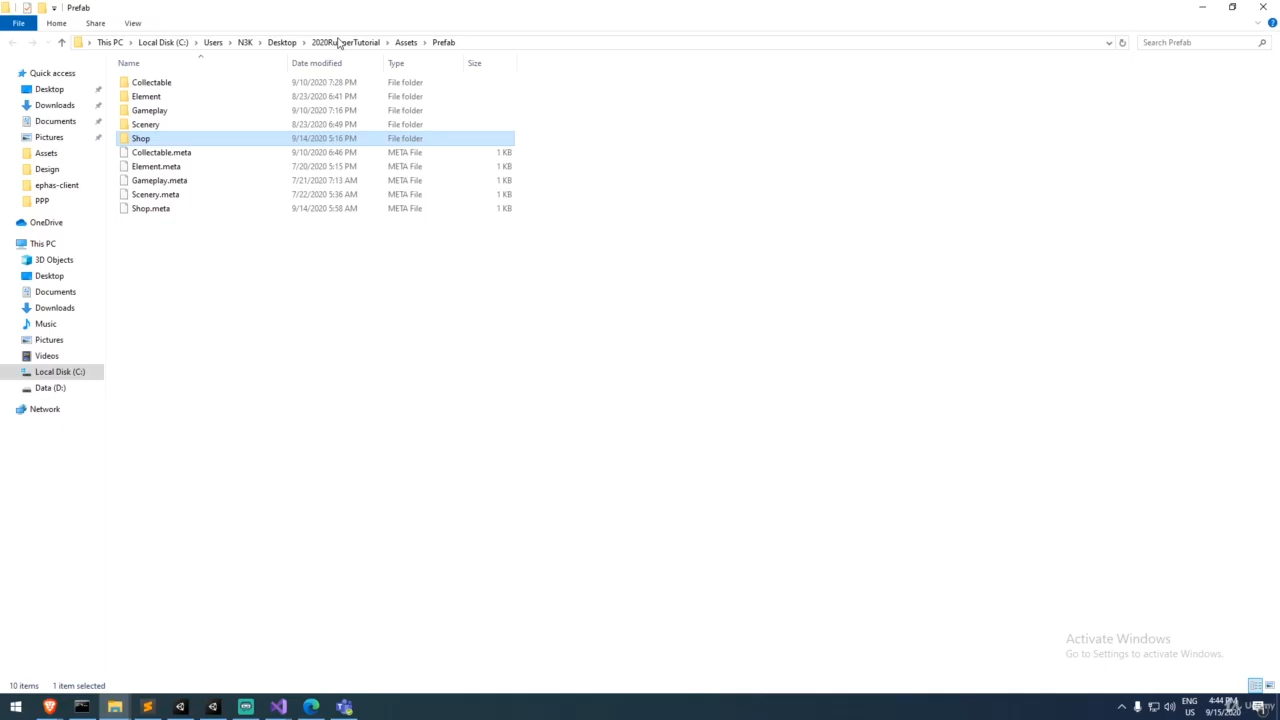 Prefab
File Home Share View
This PC Local Disk (C:) Users N3K Desktop Assets Prefab Search Prefab
Name Date modified Type Size
Quick access
Desktop
Downloads
Documents
Pictures
Assets
Design
ephas-client
PPP
OneDrive
This PC
3D Objects
Desktop
Documents
Downloads
Music
Pictures
Videos
Local Disk (C:)
Data (D:)
Network
Collectable 9/10/2020 7:28 PM File folder
Element 8/23/2020 6:41 PM File folder
Gameplay 9/10/2020 7:16 PM File folder
Scenery 8/23/2020 6:49 PM File folder
Shop 9/14/2020 5:16 PM File folder
Collectable.meta 9/10/2020 6:46 PM META File 1 KB
Element.meta 7/20/2020 5:15 PM META File 1 KB
Gameplay.meta 7/21/2020 7:13 AM META File 1 KB
Scenery.meta 7/22/2020 5:36 AM META File 1 KB
Shop.meta 9/14/2020 5:58 AM META File 1 KB
Activate Windows
Go to Settings to activate Windows.
10 items 1 item selected
ENG 4:44 PM
US 9/15/2020
Udemy